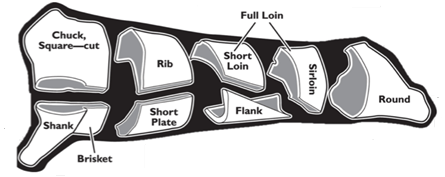 Full Loin
Chuck,
Square—cut
Rib
Short
Loin
Sirloin
Round
Shank
Brisket
Short
Plate
Flank